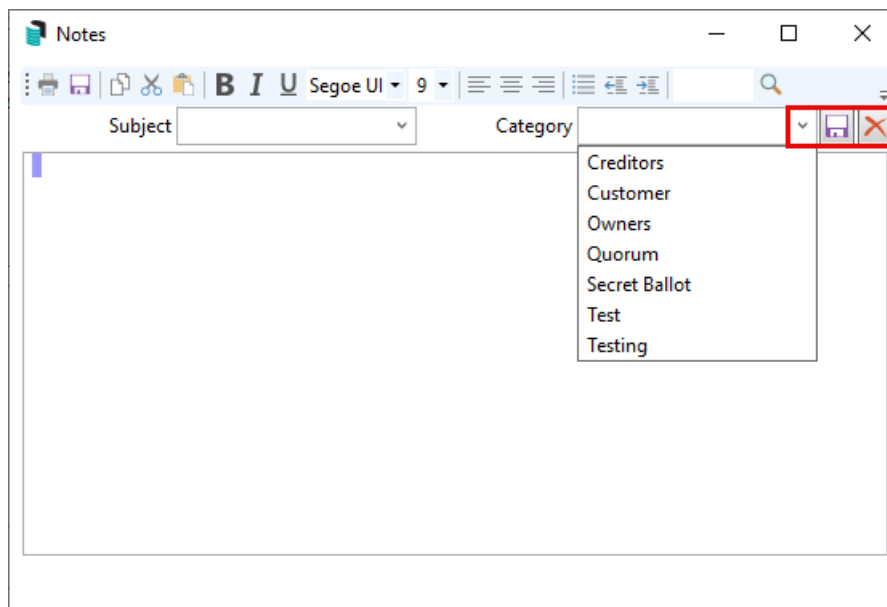 Notes
B I U Segoe UI 9
Subject Category
Creditors
Customer
Owners
Quorum
Secret Ballot
Test
Testing